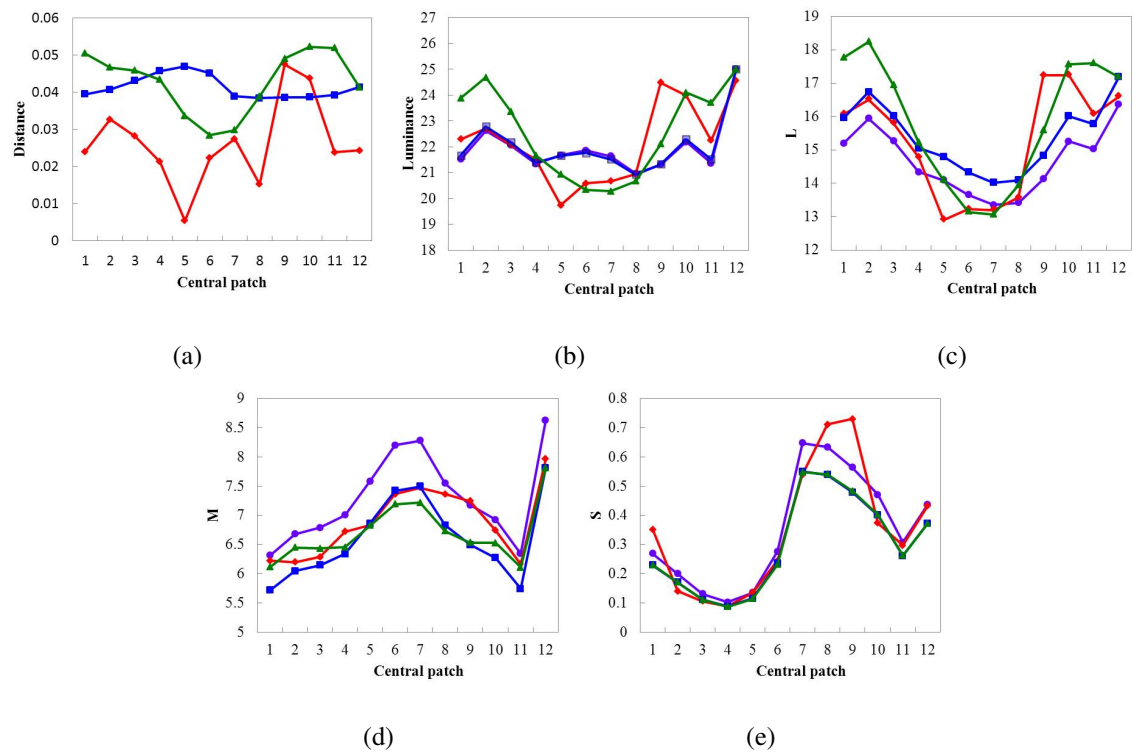 0.06
0.05
0.04
0.03
0.02
0.01
0
Distance
1 2 3 4 5 6 7 8 9 10 11 12
Central patch
(a)
27
26
25
24
23
22
21
20
19
18
Luminance
1 2 3 4 5 6 7 8 9 10 11 12
Central patch
(b)
19
18
17
16
15
14
13
12
L
1 2 3 4 5 6 7 8 9 10 11 12
Central patch
(c)
9
8.5
8
7.5
7
6.5
6
5.5
5
M
1 2 3 4 5 6 7 8 9 10 11 12
Central patch
(d)
0.8
0.7
0.6
0.5
0.4
0.3
0.2
0.1
0
S
1 2 3 4 5 6 7 8 9 10 11 12
Central patch
(e)